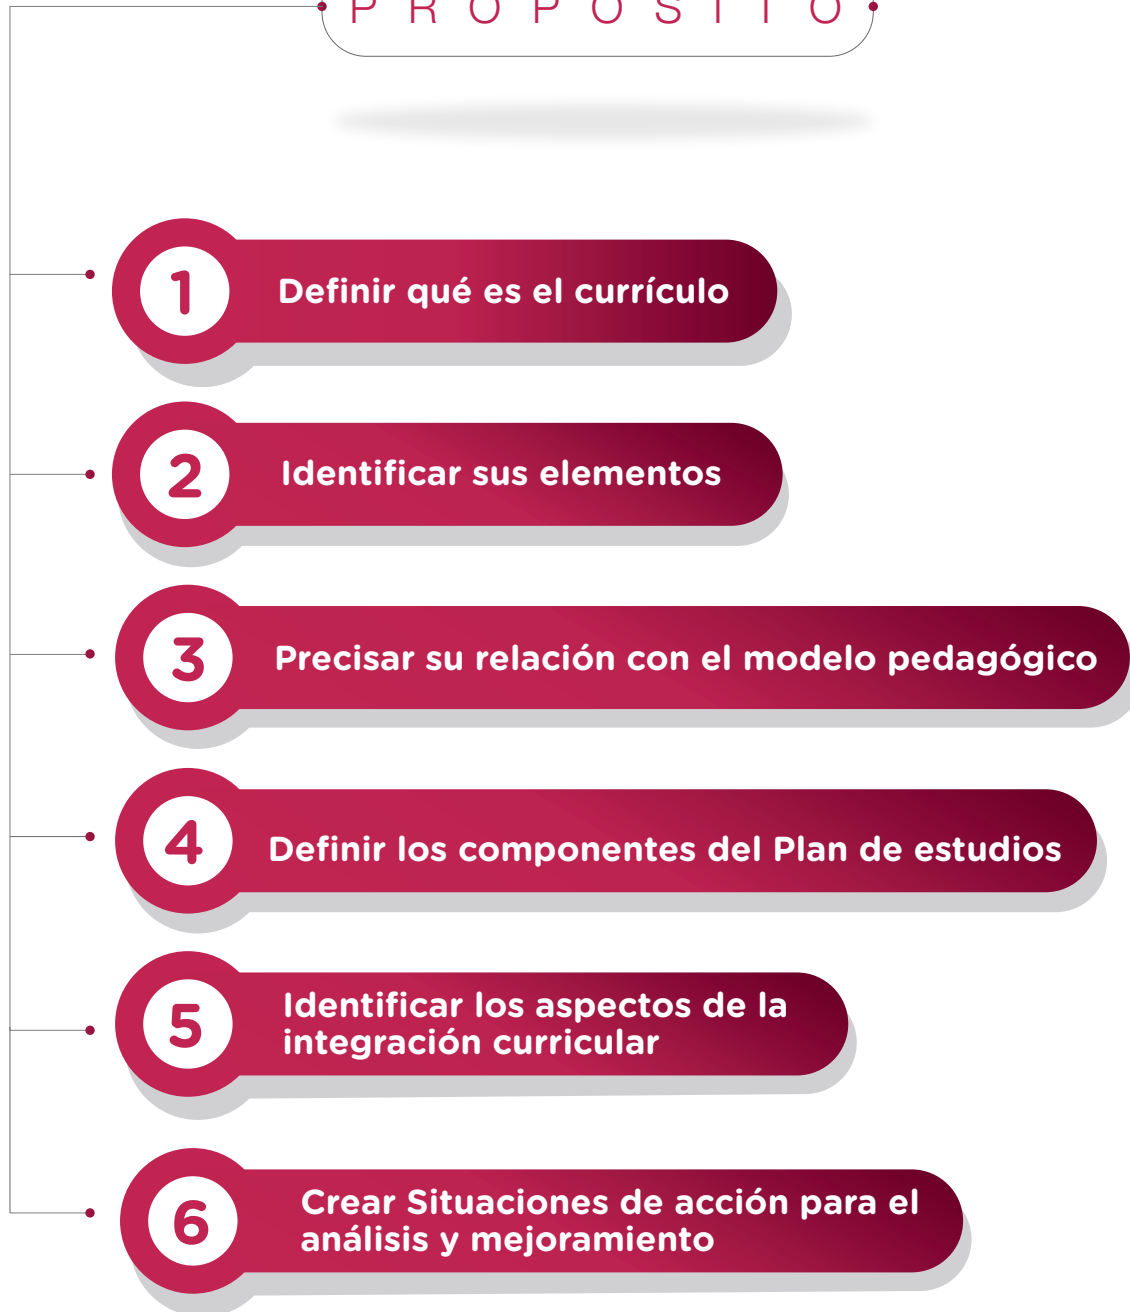 PROPOSITO
1
Definir qué es el currículo
2
Identificar sus elementos
3
Precisar su relación con el modelo pedagógico
4
Definir los componentes del Plan de estudios
5
Identificar los aspectos de la
integración curricular
6
Crear Situaciones de acción para el
análisis y mejoramiento